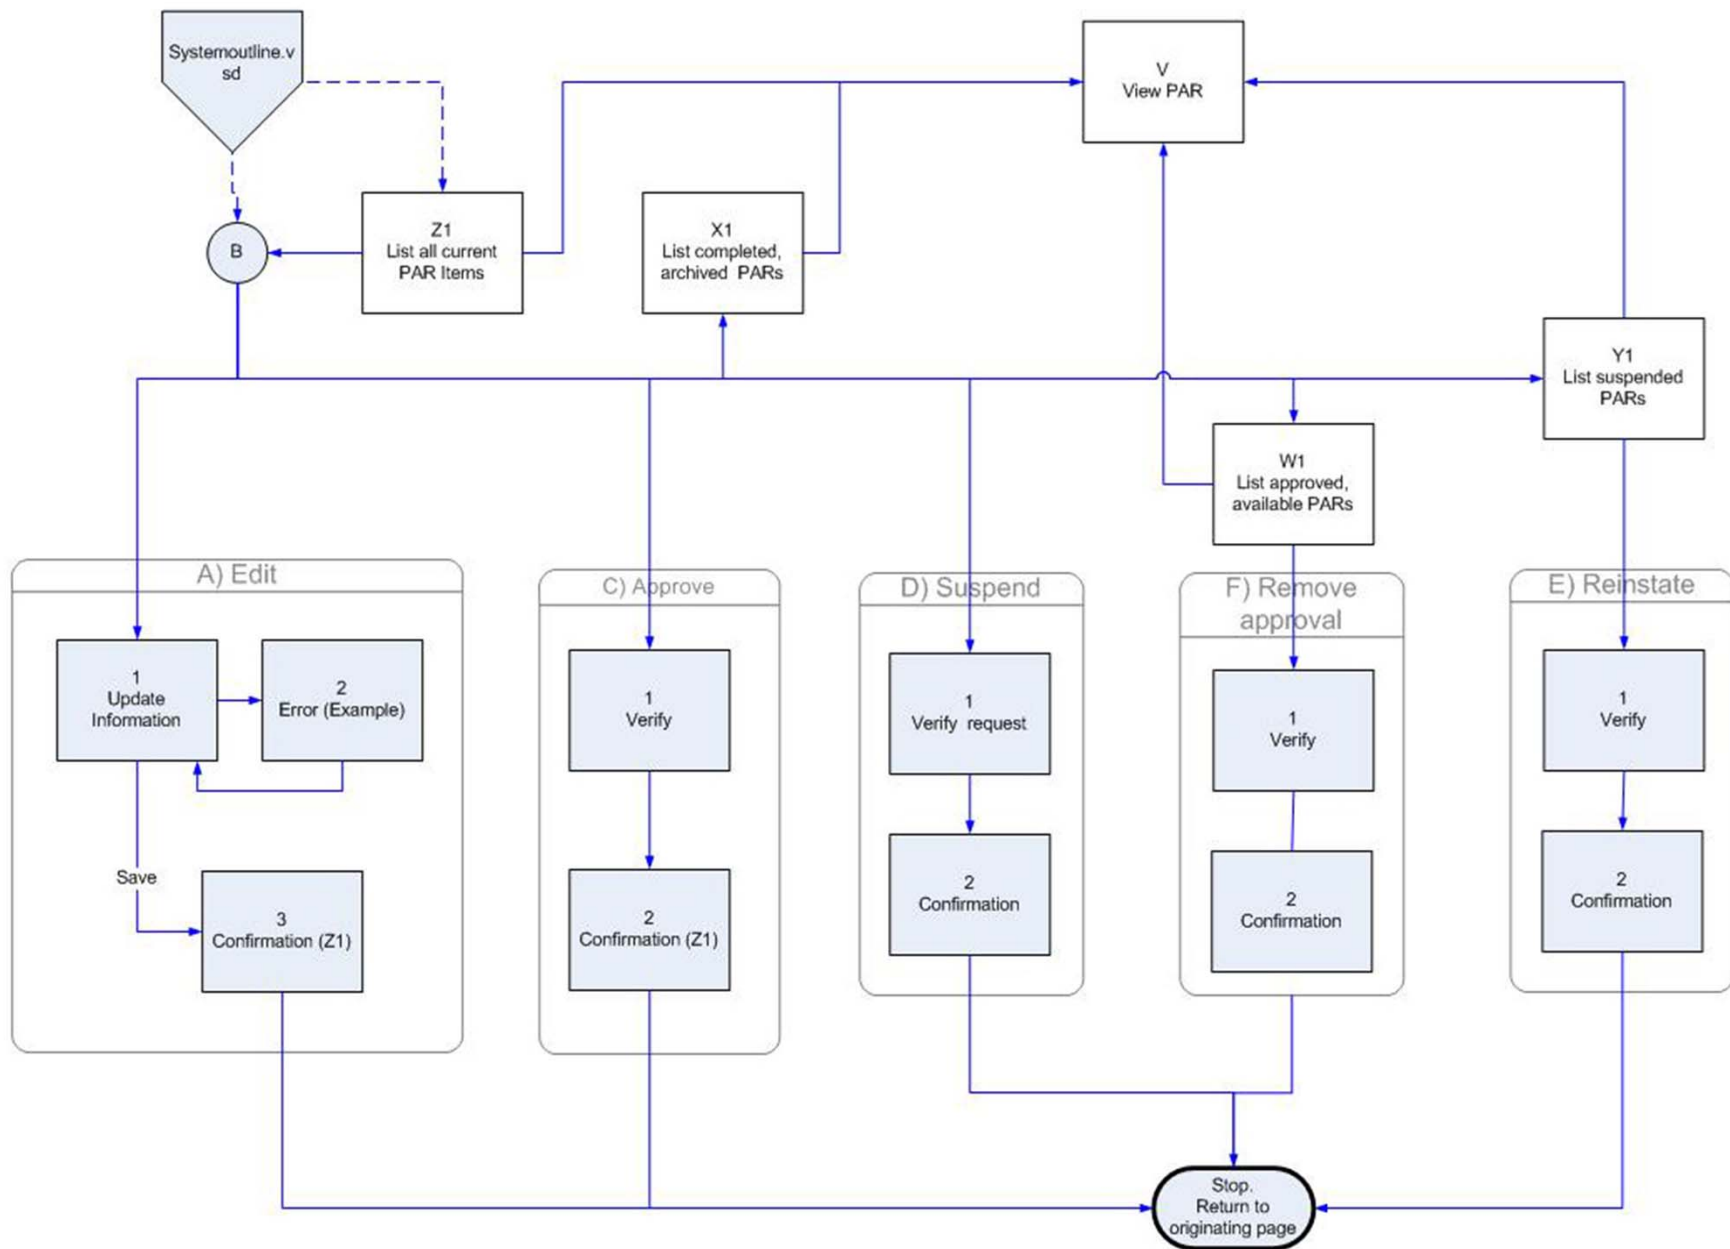 Systemoutline.v
sd
V
View PAR
B
Z1
List all current
PAR Items
X1
List completed,
archived PARs
Y1
List suspended
PARs
W1
List approved,
available PARs
A) Edit
1
Update
Information
2
Error (Example)
Save
3
Confirmation (Z1)
C) Approve
1
Verify
2
Confirmation (Z1)
D) Suspend
1
Verify request
2
Confirmation
F) Remove
approval
1
Verify
2
Confirmation
E) Reinstate
1
Verify
2
Confirmation
Stop.
Return to
originating page